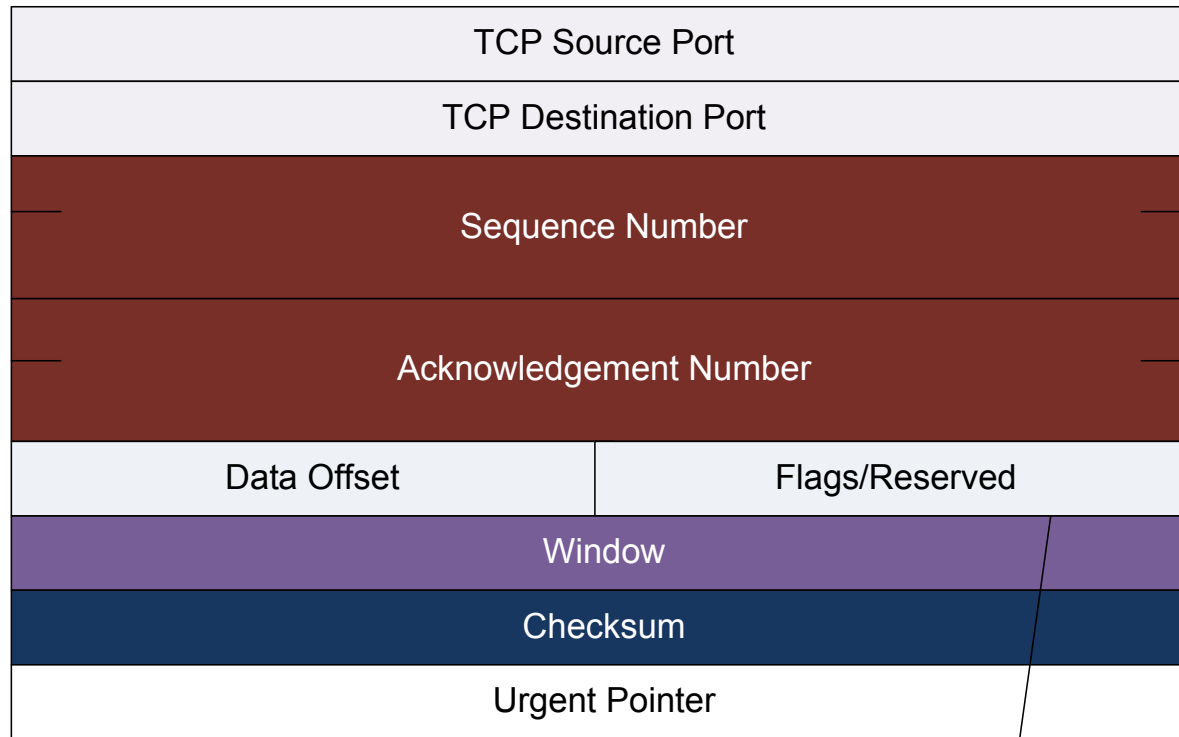 TCP Source Port
TCP Destination Port
Sequence Number
Acknowledgement Number
Data Offset
Flags/Reserved
Window
Checksum
Urgent Pointer